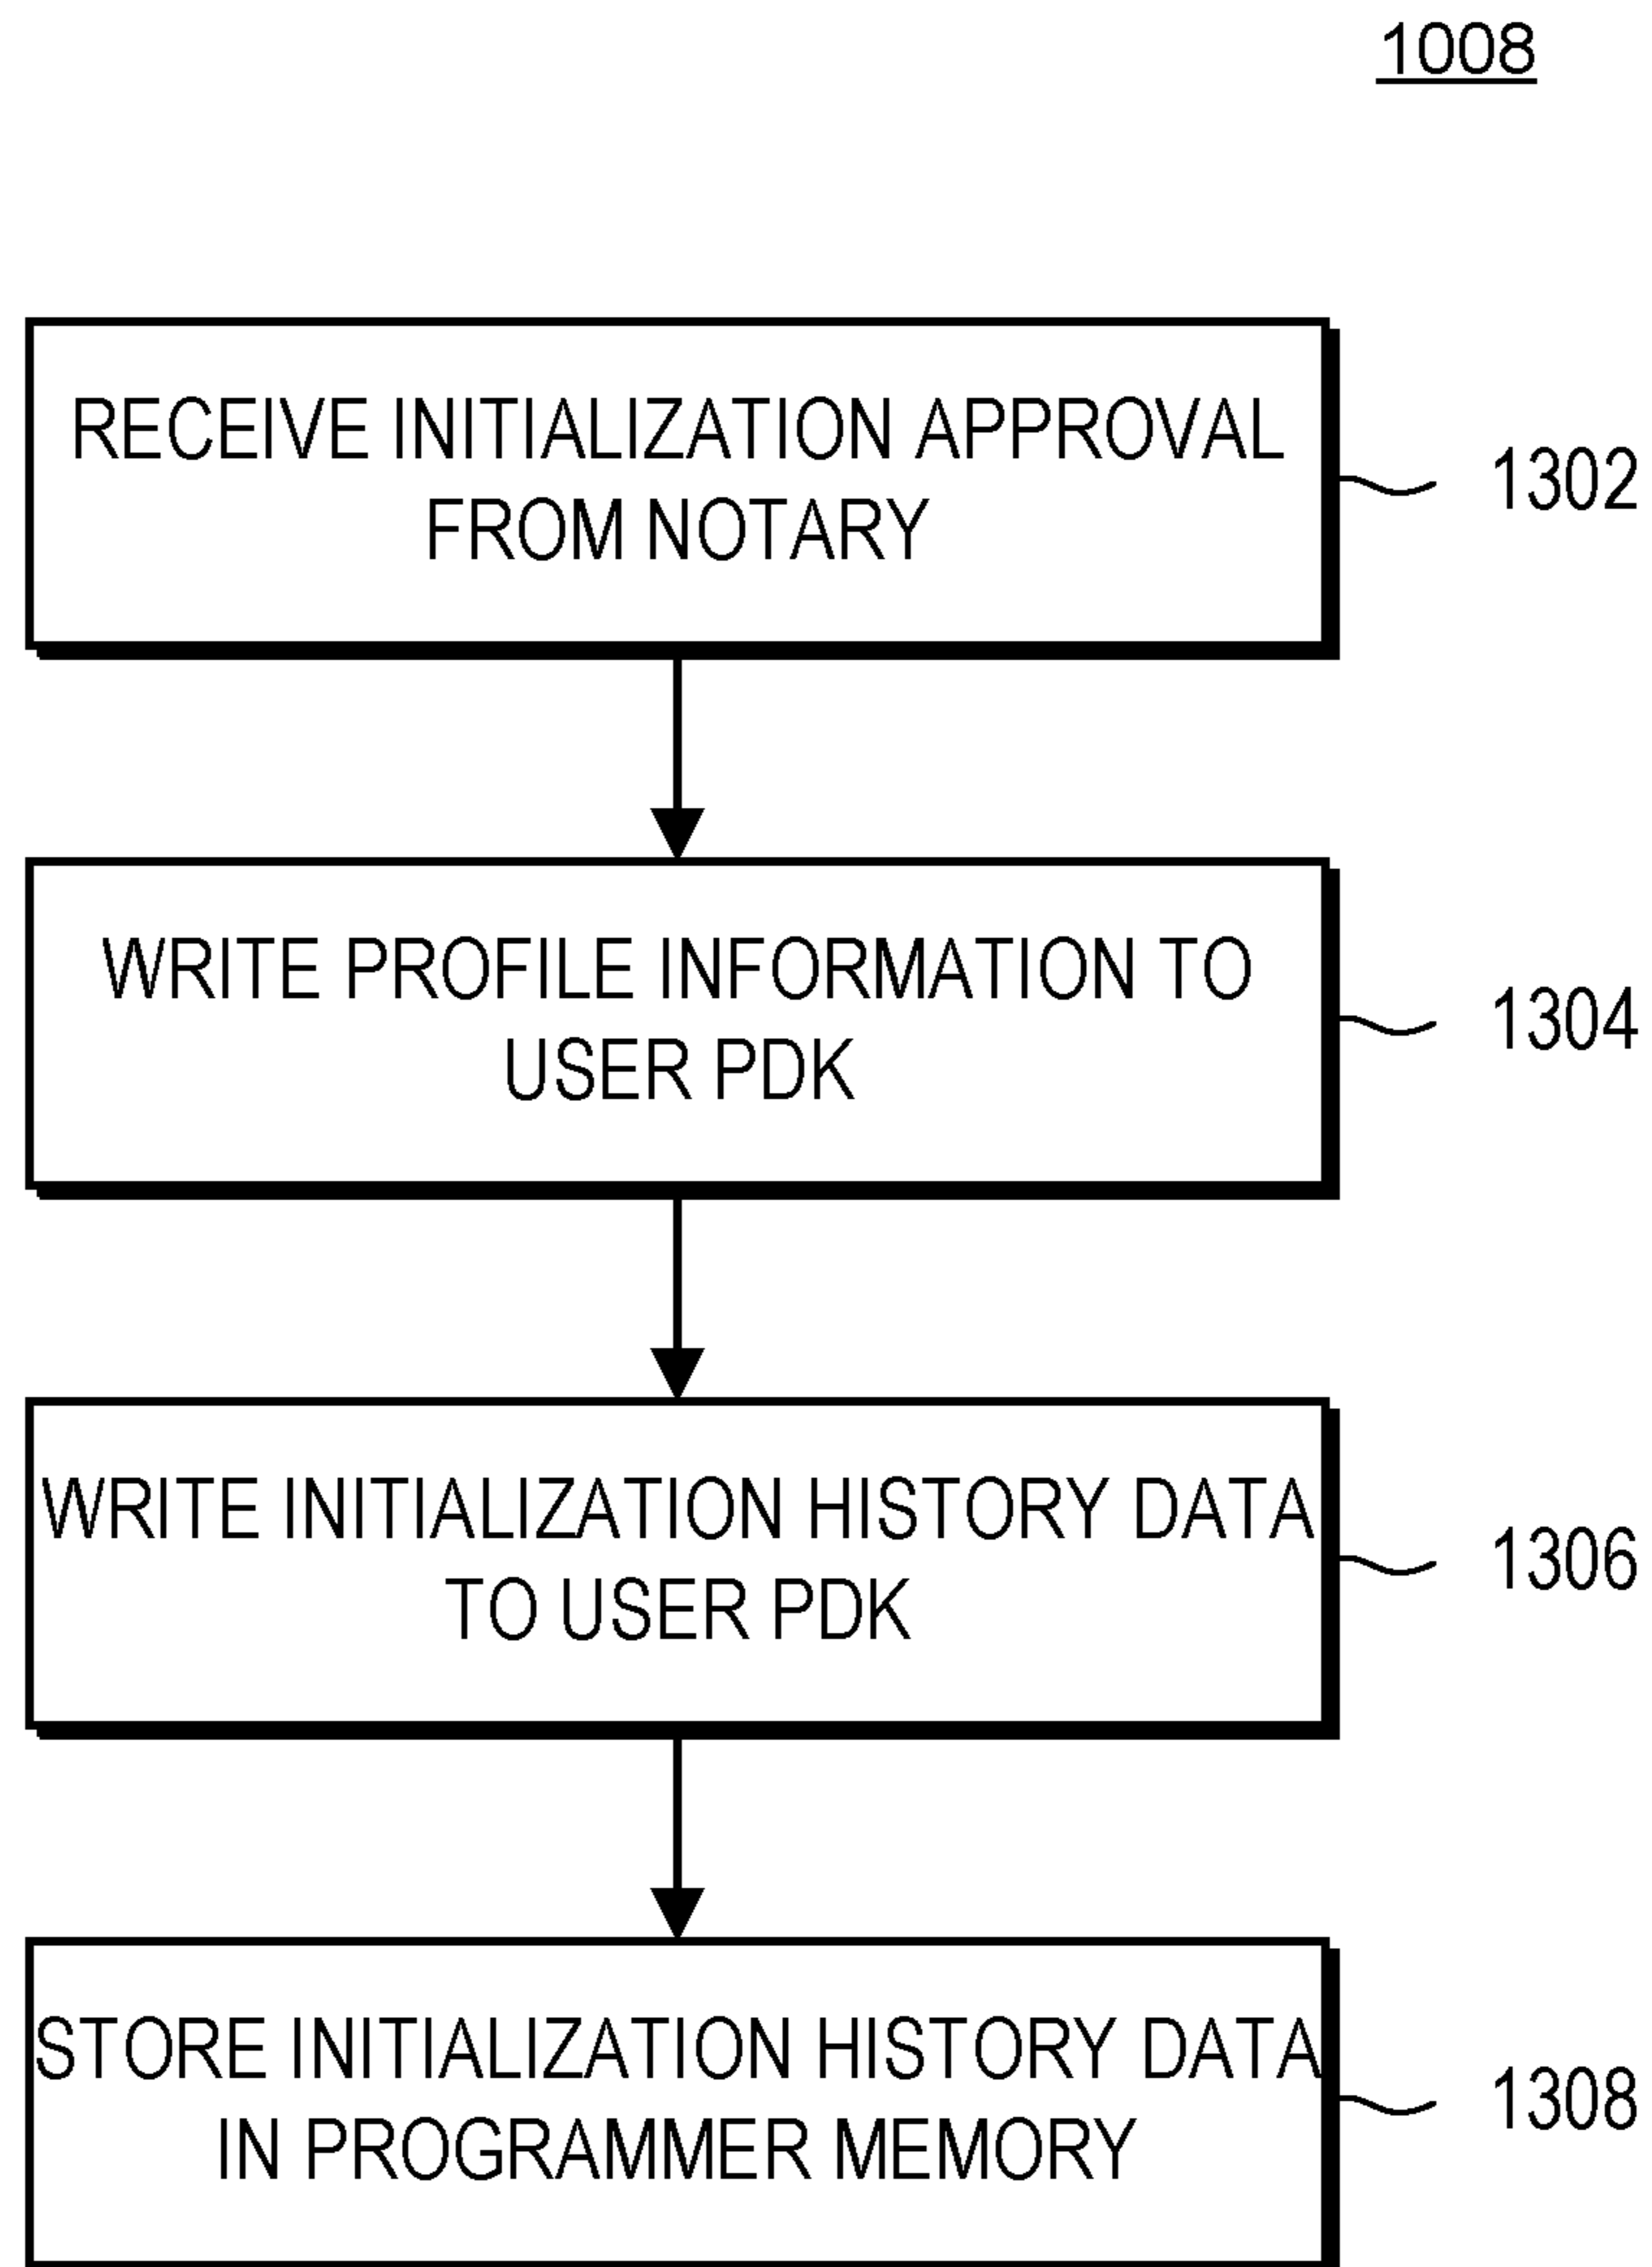 1008
RECEIVE INITIALIZATION APPROVAL
FROM NOTARY
1302
WRITE PROFILE INFORMATION TO
USER PDK
1304
WRITE INITIALIZATION HISTORY DATA
TO USER PDK
1306
STORE INITIALIZATION HISTORY DATA
IN PROGRAMMER MEMORY
1308